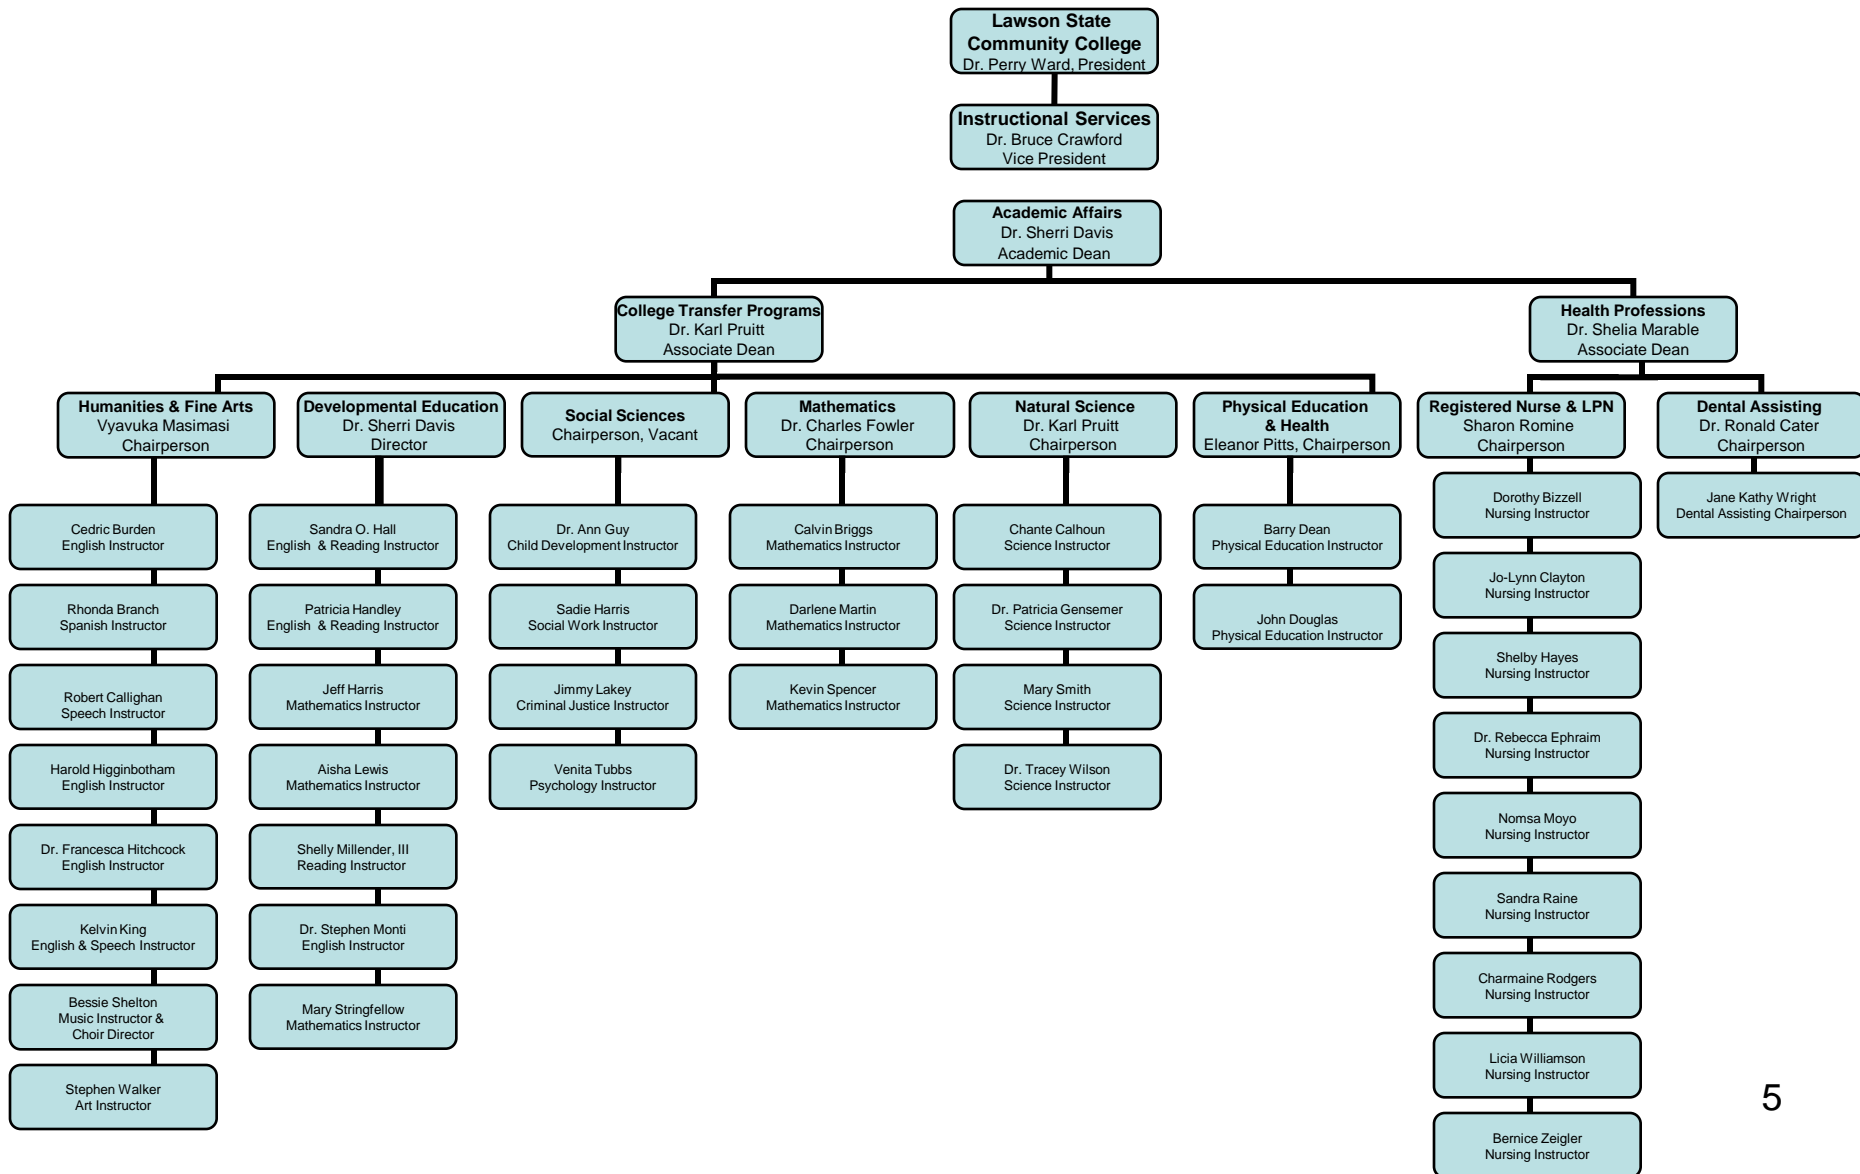 Lawson State
Community College
Dr. Perry Ward, President
Instructional Services
Dr. Bruce Crawford
Vice President
Academic Affairs
Dr. Sherri Davis
Academic Dean
College Transfer Programs
Dr. Karl Pruitt
Associate Dean
Health Professions
Dr. Shelia Marable
Associate Dean
Humanities & Fine Arts
Vyavuka Masimasi
Chairperson
Developmental Education
Dr. Sherri Davis
Director
Social Sciences
Chairperson, Vacant
Mathematics
Dr. Charles Fowler
Chairperson
Natural Science
Dr. Karl Pruitt
Chairperson
Physical Education
& Health
Eleanor Pitts, Chairperson
Registered Nurse & LPN
Sharon Romine
Chairperson
Dental Assisting
Dr. Ronald Cater
Chairperson
Cedric Burden
English Instructor
Rhonda Branch
Spanish Instructor
Robert Callighan
Speech Instructor
Harold Higginbotham
English Instructor
Dr. Francesca Hitchcock
English Instructor
Kelvin King
English & Speech Instructor
Bessie Shelton
Music Instructor &
Choir Director
Stephen Walker
Art Instructor
Sandra O. Hall
English & Reading Instructor
Patricia Handley
English & Reading Instructor
Jeff Harris
Mathematics Instructor
Aisha Lewis
Mathematics Instructor
Shelly Millender, III
Reading Instructor
Dr. Stephen Monti
English Instructor
Mary Stringfellow
Mathematics Instructor
Dr. Ann Guy
Child Development Instructor
Sadie Harris
Social Work Instructor
Jimmy Lakey
Criminal Justice Instructor
Venita Tubbs
Psychology Instructor
Calvin Briggs
Mathematics Instructor
Darlene Martin
Mathematics Instructor
Kevin Spencer
Mathematics Instructor
Chante Calhoun
Science Instructor
Dr. Patricia Gensemer
Science Instructor
Mary Smith
Science Instructor
Dr. Tracey Wilson
Science Instructor
Barry Dean
Physical Education Instructor
John Douglas
Physical Education Instructor
Dorothy Bizzell
Nursing Instructor
Jo-Lynn Clayton
Nursing Instructor
Shelby Hayes
Nursing Instructor
Dr. Rebecca Ephraim
Nursing Instructor
Nomsa Moyo
Nursing Instructor
Sandra Raine
Nursing Instructor
Charmaine Rodgers
Nursing Instructor
Licia Williamson
Nursing Instructor
Bernice Zeigler
Nursing Instructor
Jane Kathy Wright
Dental Assisting Chairperson
5